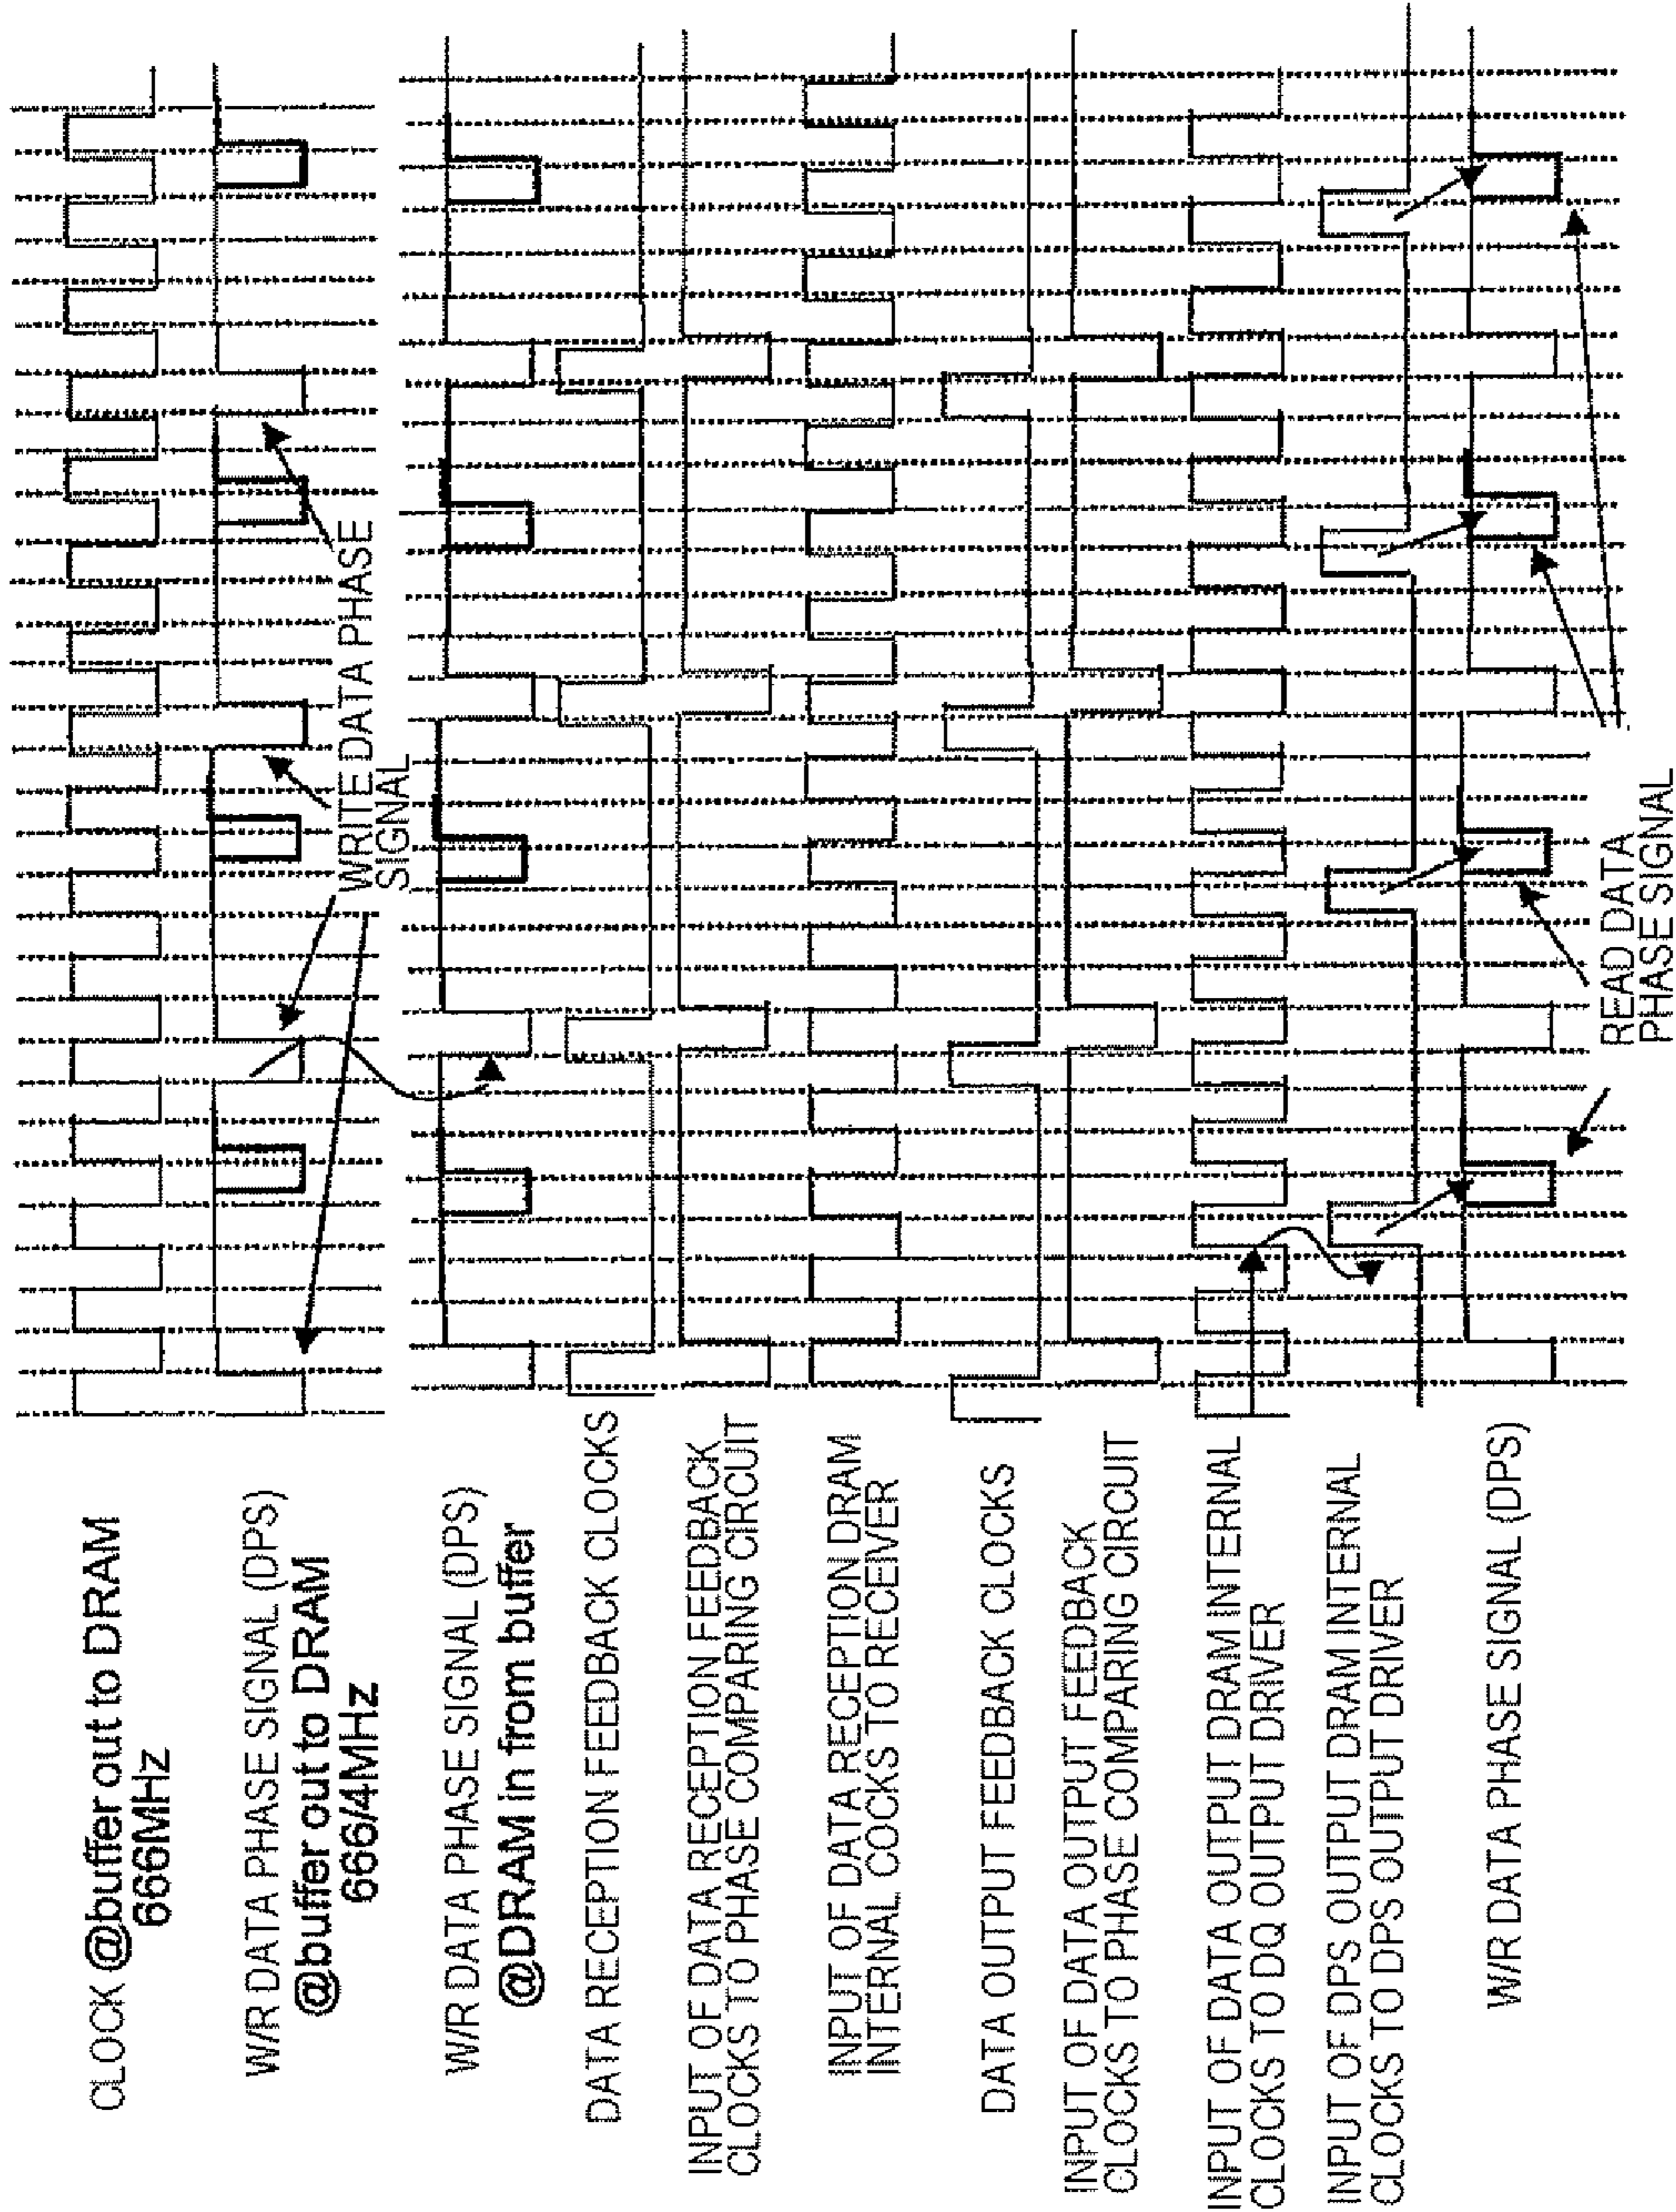 CLOCK @buffer out to DRAM
666MHz
W/R DATA PHASE SIGNAL (DPS)
@buffer out to DRAM
666/4MHz
WRITE DATA PHASE
SIGNAL
W/R DATA PHASE SIGNAL (DPS)
@DRAM in from buffer
DATA RECEPTION FEEDBACK CLOCKS
INPUT OF DATA RECEPTION FEEDBACK
CLOCKS TO PHASE COMPARING CIRCUIT
INPUT OF DATA RECEPTION DRAM
INTERNAL COCKS TO RECEIVER
DATA OUTPUT FEEDBACK CLOCKS
INPUT OF DATA OUTPUT FEEDBACK
CLOCKS TO PHASE COMPARING CIRCUIT
INPUT OF DATA OUTPUT DRAM INTERNAL
CLOCKS TO DQ OUTPUT DRIVER
INPUT OF DPS OUTPUT DRAM INTERNAL
CLOCKS TO DPS OUTPUT DRIVER
W/R DATA PHASE SIGNAL (DPS)
READ DATA
PHASE SIGNAL